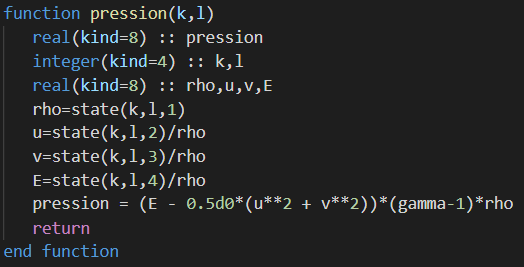 function pression(k,l)
real(kind=8) :: pression
integer(kind=4) :: k,l
real(kind=8) :: rho,u,v,E
rho=state(k,l,1)
u=state(k,l,2)/rho
v=state(k,l,3)/rho
E=state(k,l,4)/rho
pression = (E - 0.5d0*(u**2 + v**2))*(gamma-1)*rho
return
end function